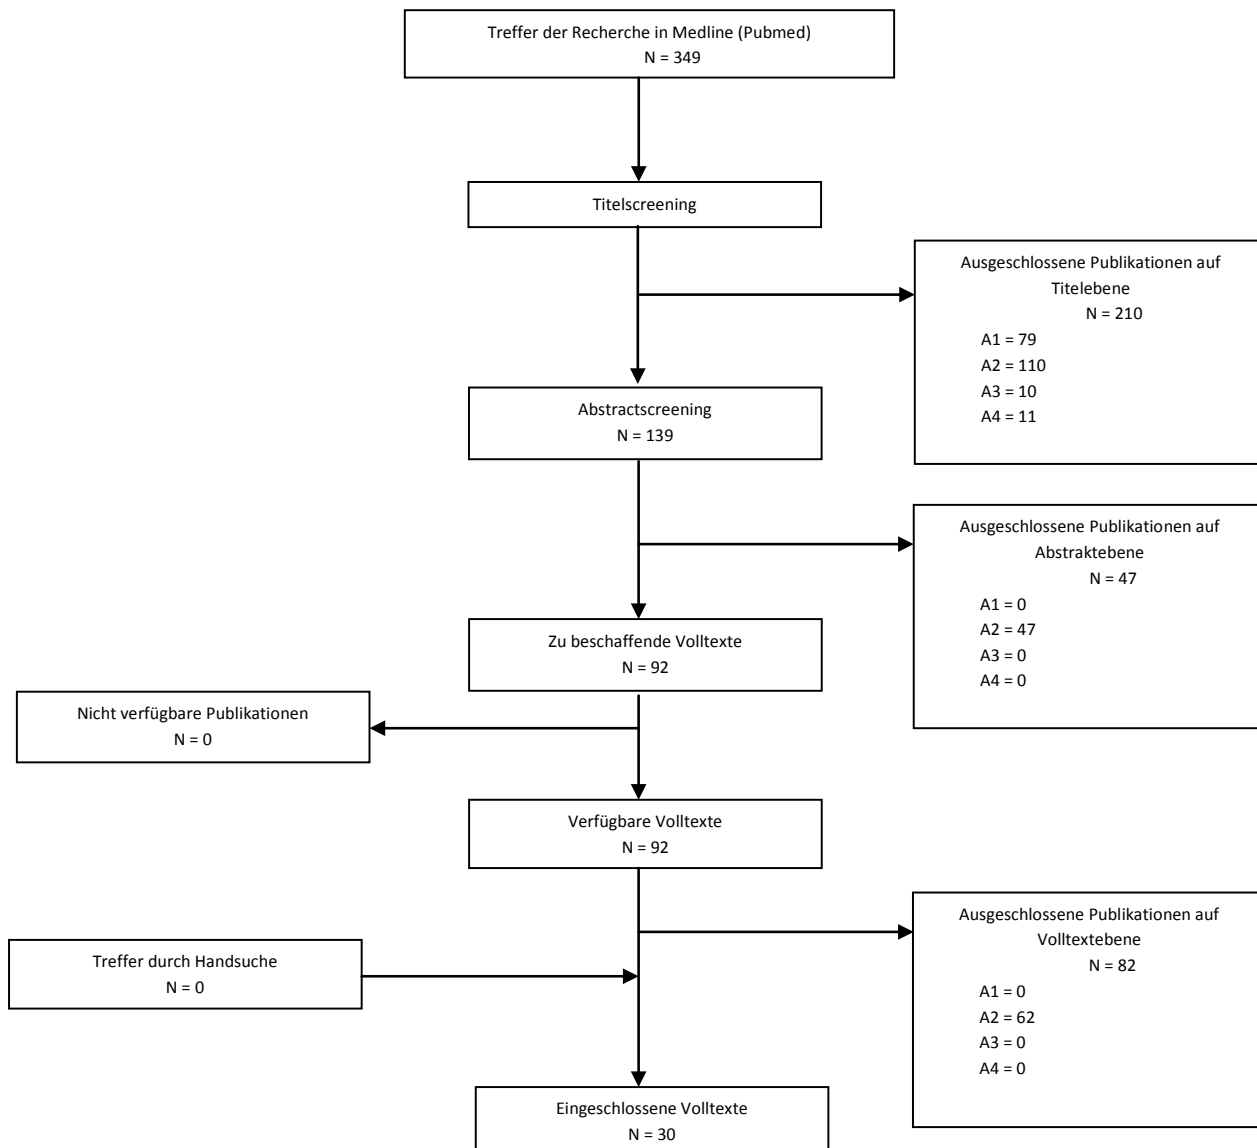 Treffer der Recherche in Medline (Pubmed)
N = 349
Titelscreening
Ausgeschlossene Publikationen auf
Titelebene
N = 210
A1 = 79
A2 = 110
A3 = 10
A4 = 11
Abstractscreening
N = 139
Ausgeschlossene Publikationen auf
Abstraktebene
N = 47
A1 = 0
A2 = 47
A3 = 0
A4 = 0
Zu beschaffende Volltexte
N = 92
Nicht verfügbare Publikationen
N = 0
Verfügbare Volltexte
N = 92
Ausgeschlossene Publikationen auf
Volltextebene
N = 82
A1 = 0
A2 = 62
A3 = 0
A4 = 0
Treffer durch Handsuche
N = 0
Eingeschlossene Volltexte
N = 30